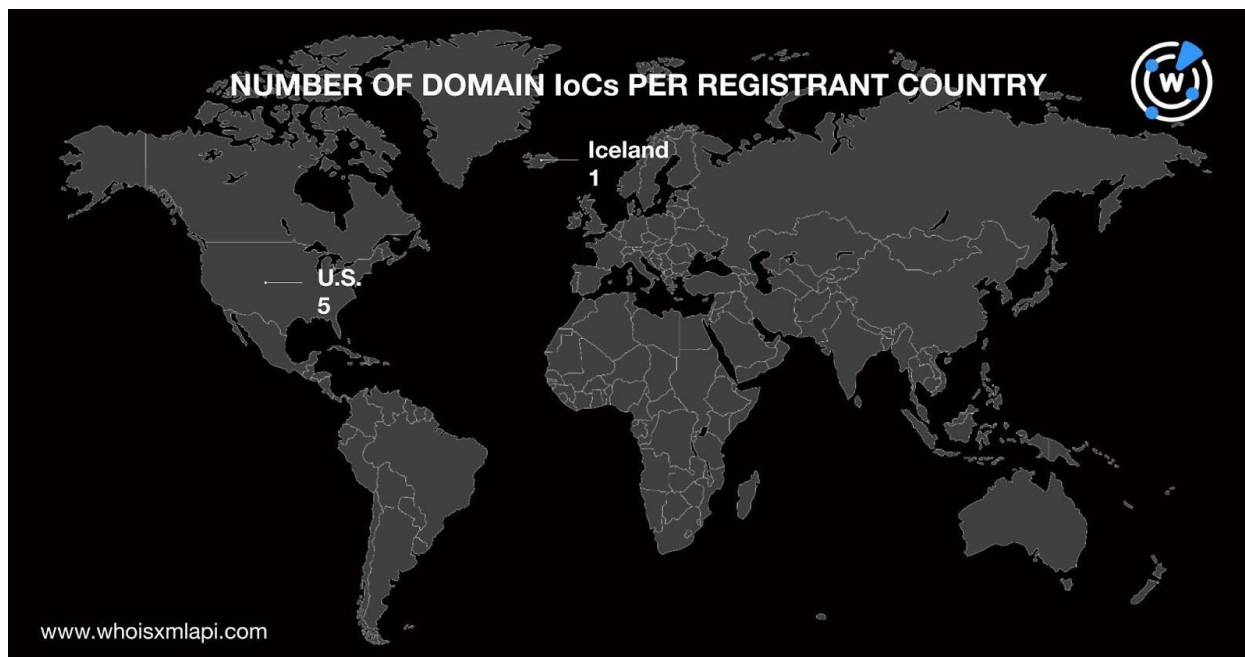 NUMBER OF DOMAIN IoCs PER REGISTRANT COUNTRY
W
Iceland
1
U.S.
5
www.whoisxmlapi.com